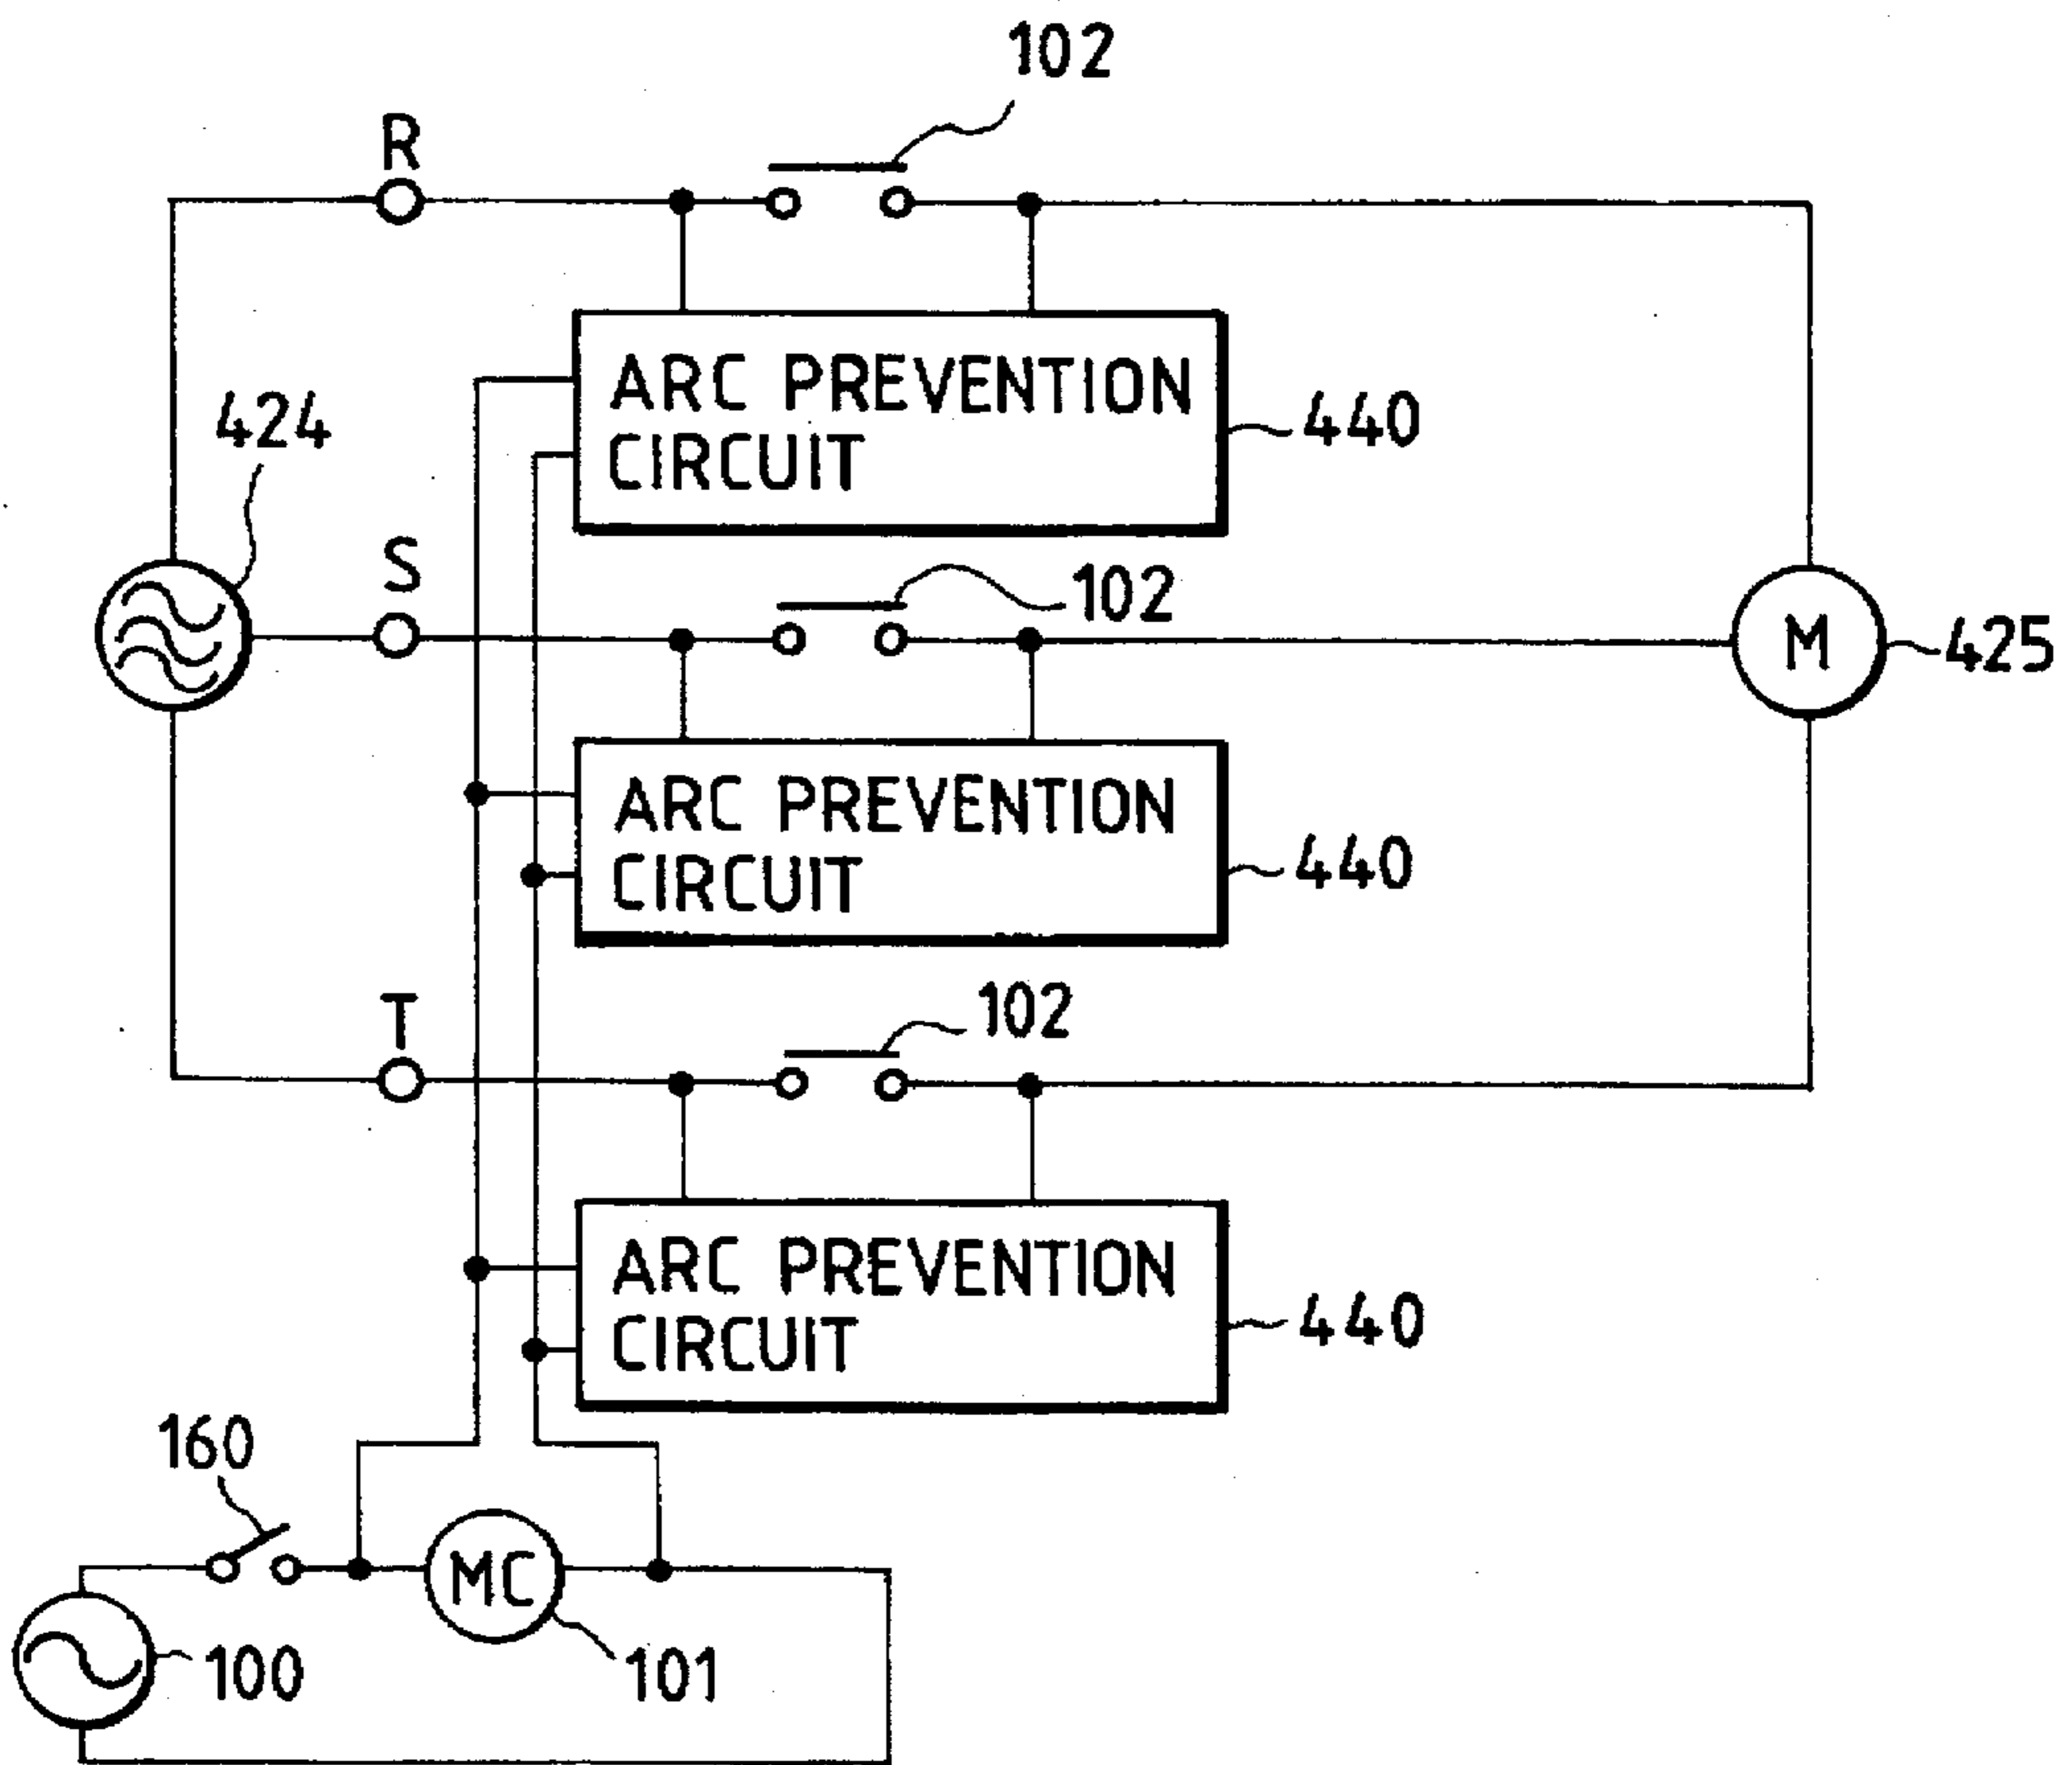 102
R
ARC PREVENTION
CIRCUIT
440
424
S
102
M
425
ARC PREVENTION
CIRCUIT
440
T
102
ARC PREVENTION
CIRCUIT
440
160
MC
100
101